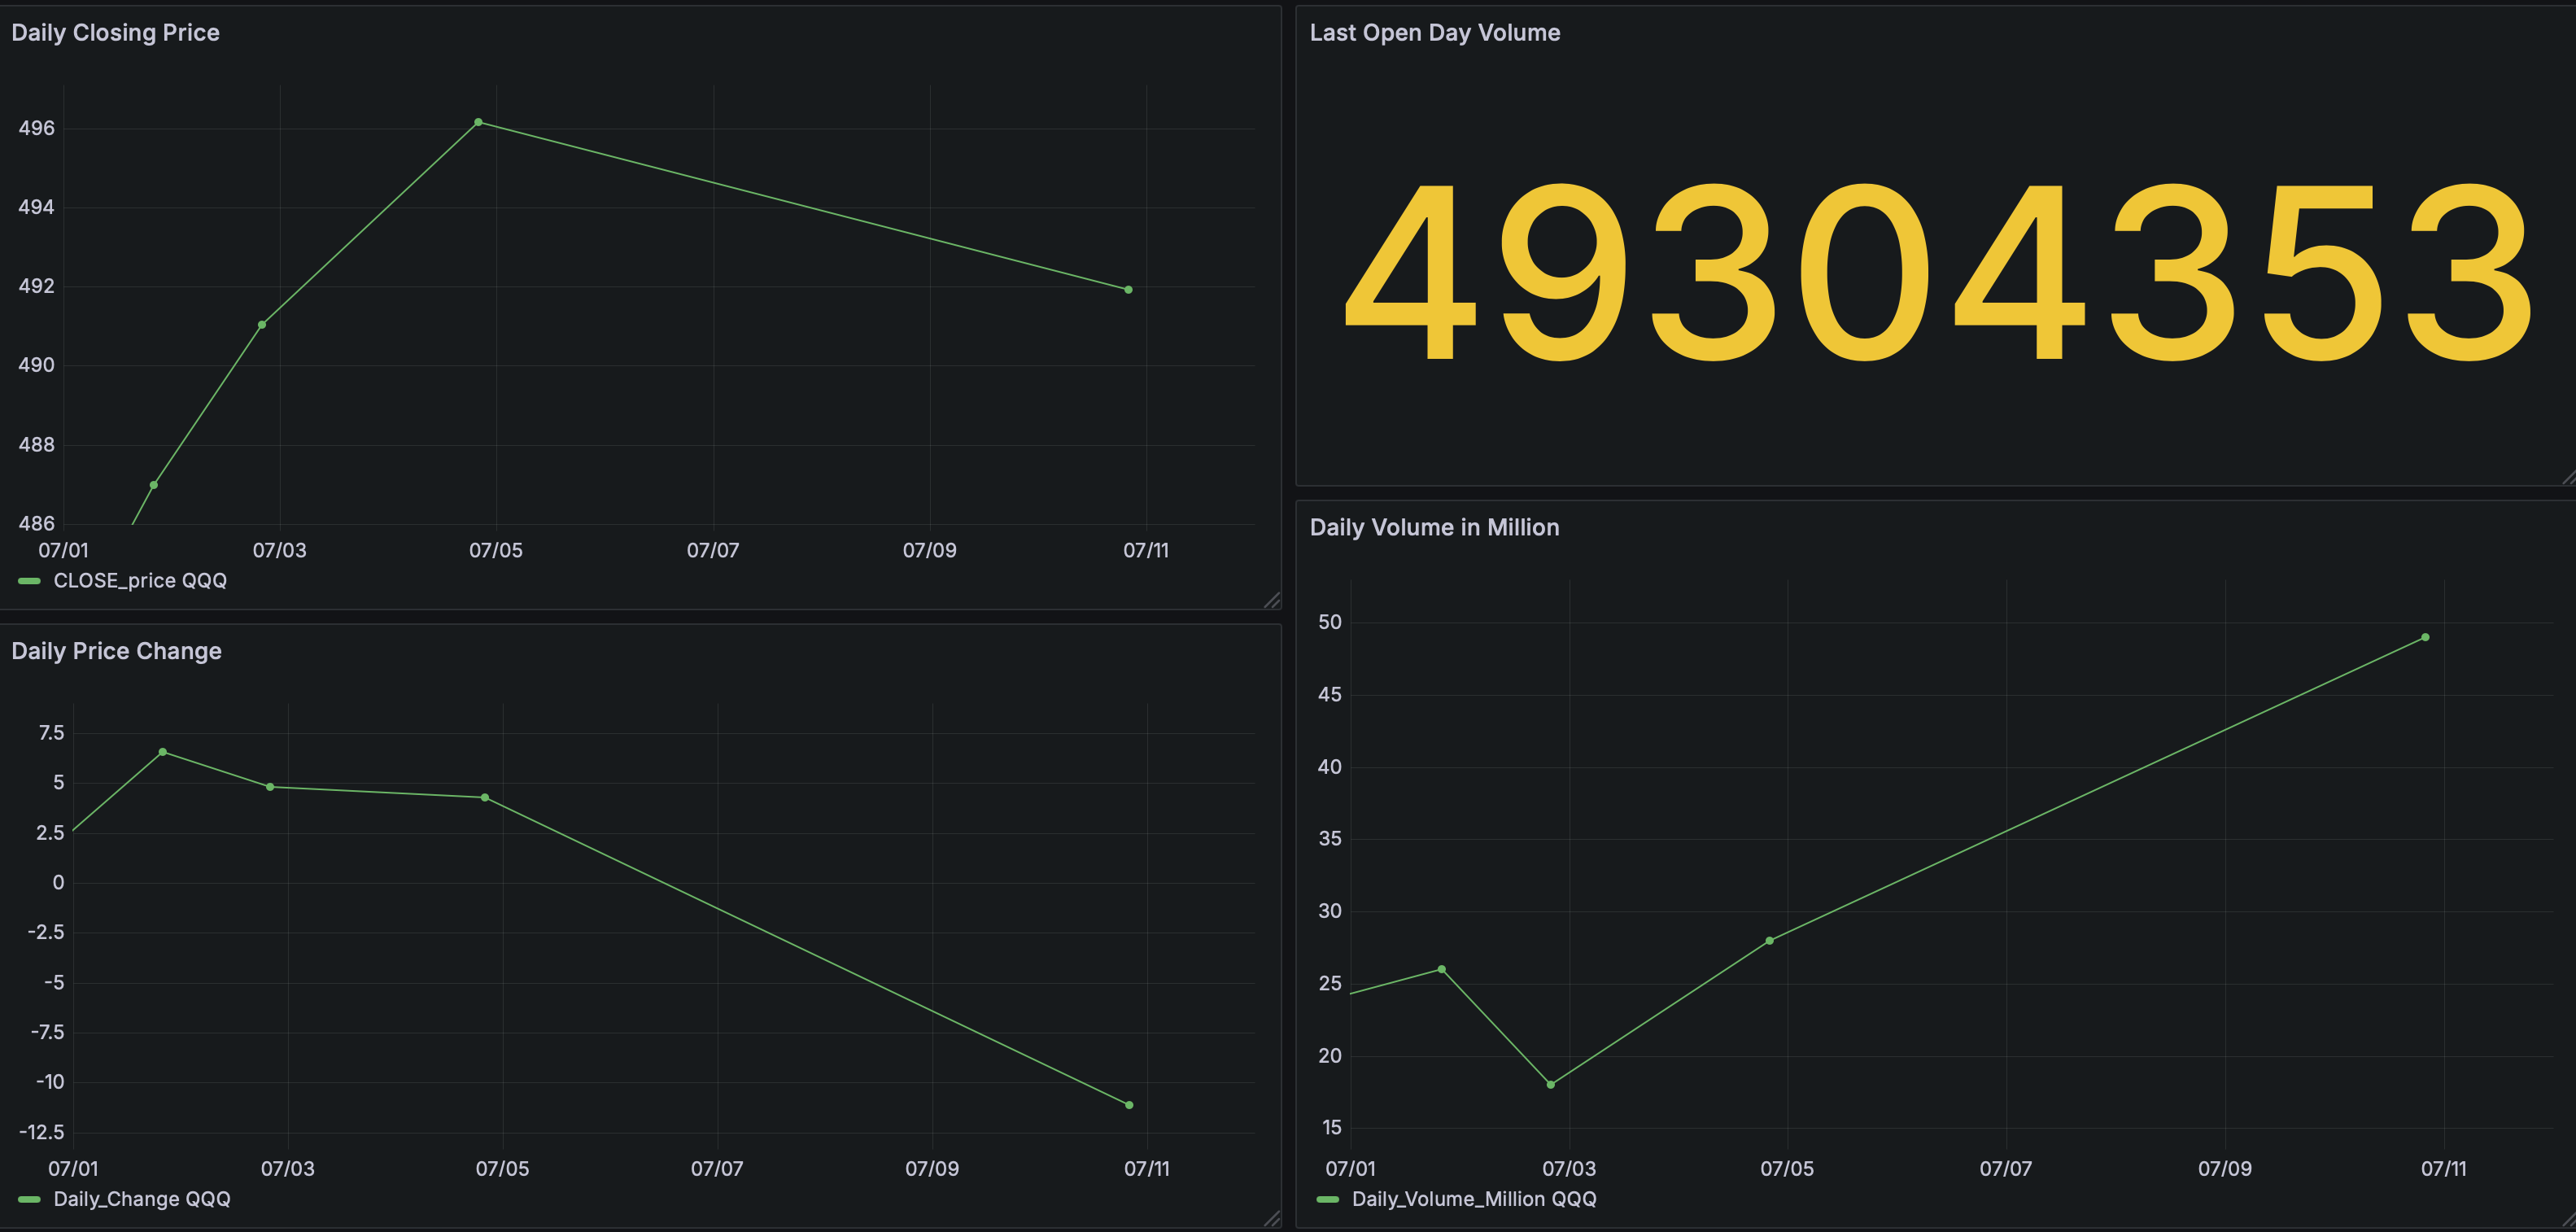 Daily Closing Price
496
494
492
490
488
486
07/01 07/03 07/05 07/07 07/09 07/11
CLOSE_price QQQ
Last Open Day Volume
49304353
Daily Price Change
7.5
5
2.5
0
-2.5
-5
-7.5
-10
-12.5
07/01 07/03 07/05 07/07 07/09 07/11
Daily_Change QQQ
Daily Volume in Million
50
45
40
35
30
25
20
15
07/01 07/03 07/05 07/07 07/09 07/11
Daily_Volume_Million QQQ